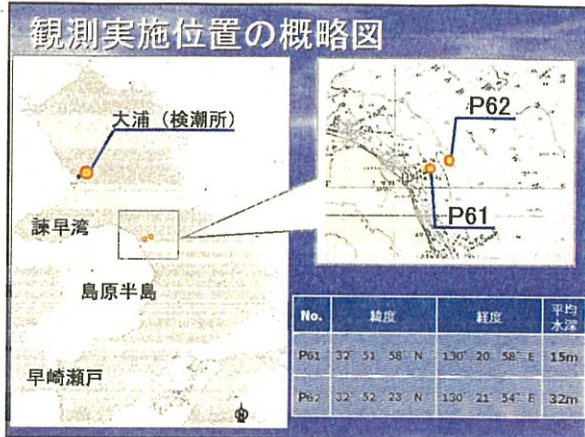 観測実施位置の概略図
大浦（検潮所）
諫早湾
島原半島
早崎瀬戸
P62
P61
No. 緯度 経度 平均水深
P61 32° 51 58 N 130° 20 58 E 15m
P62 32° 52 23 N 130° 21 54 E 32m